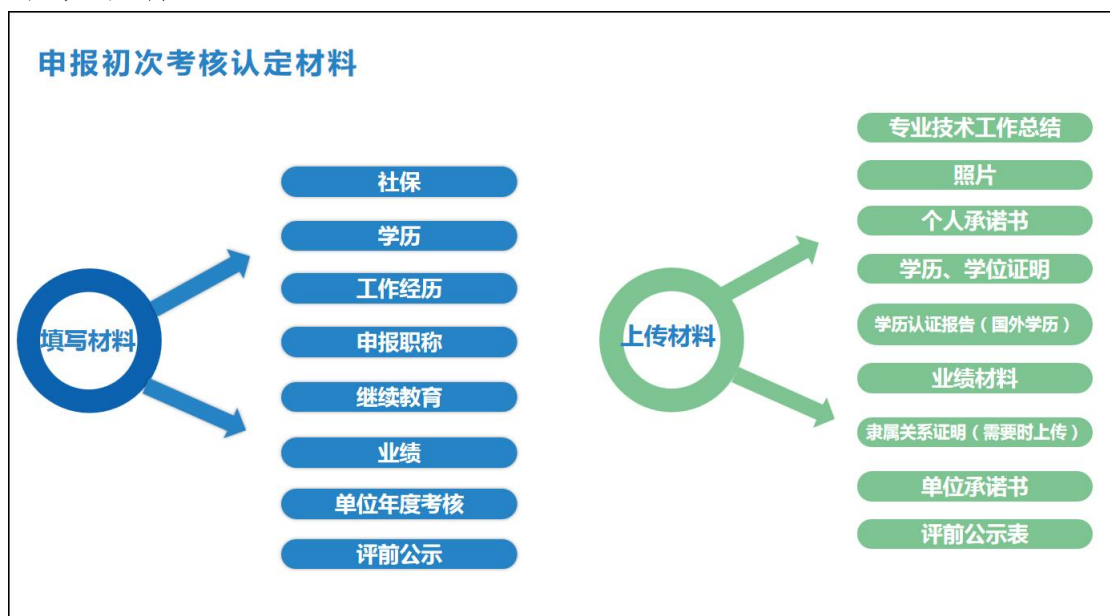 申报初次考核认定材料
填写材料
社保
学历
工作经历
申报职称
继续教育
业绩
单位年度考核
评前公示
上传材料
专业技术工作总结
照片
个人承诺书
学历、学位证明
学历认证报告（国外学历）
业绩材料
隶属关系证明（需要时上传）
单位承诺书
评前公示表